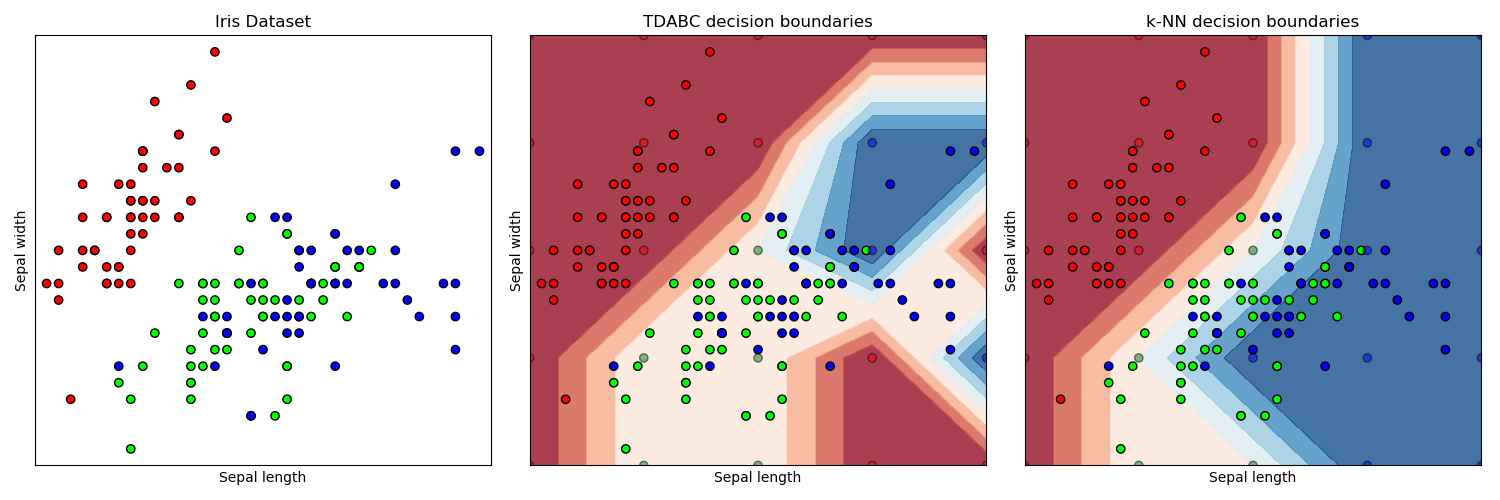 Iris Dataset
Sepal width
Sepal length
TDABC decision boundaries
Sepal width
Sepal length
k-NN decision boundaries
Sepal width
Sepal length